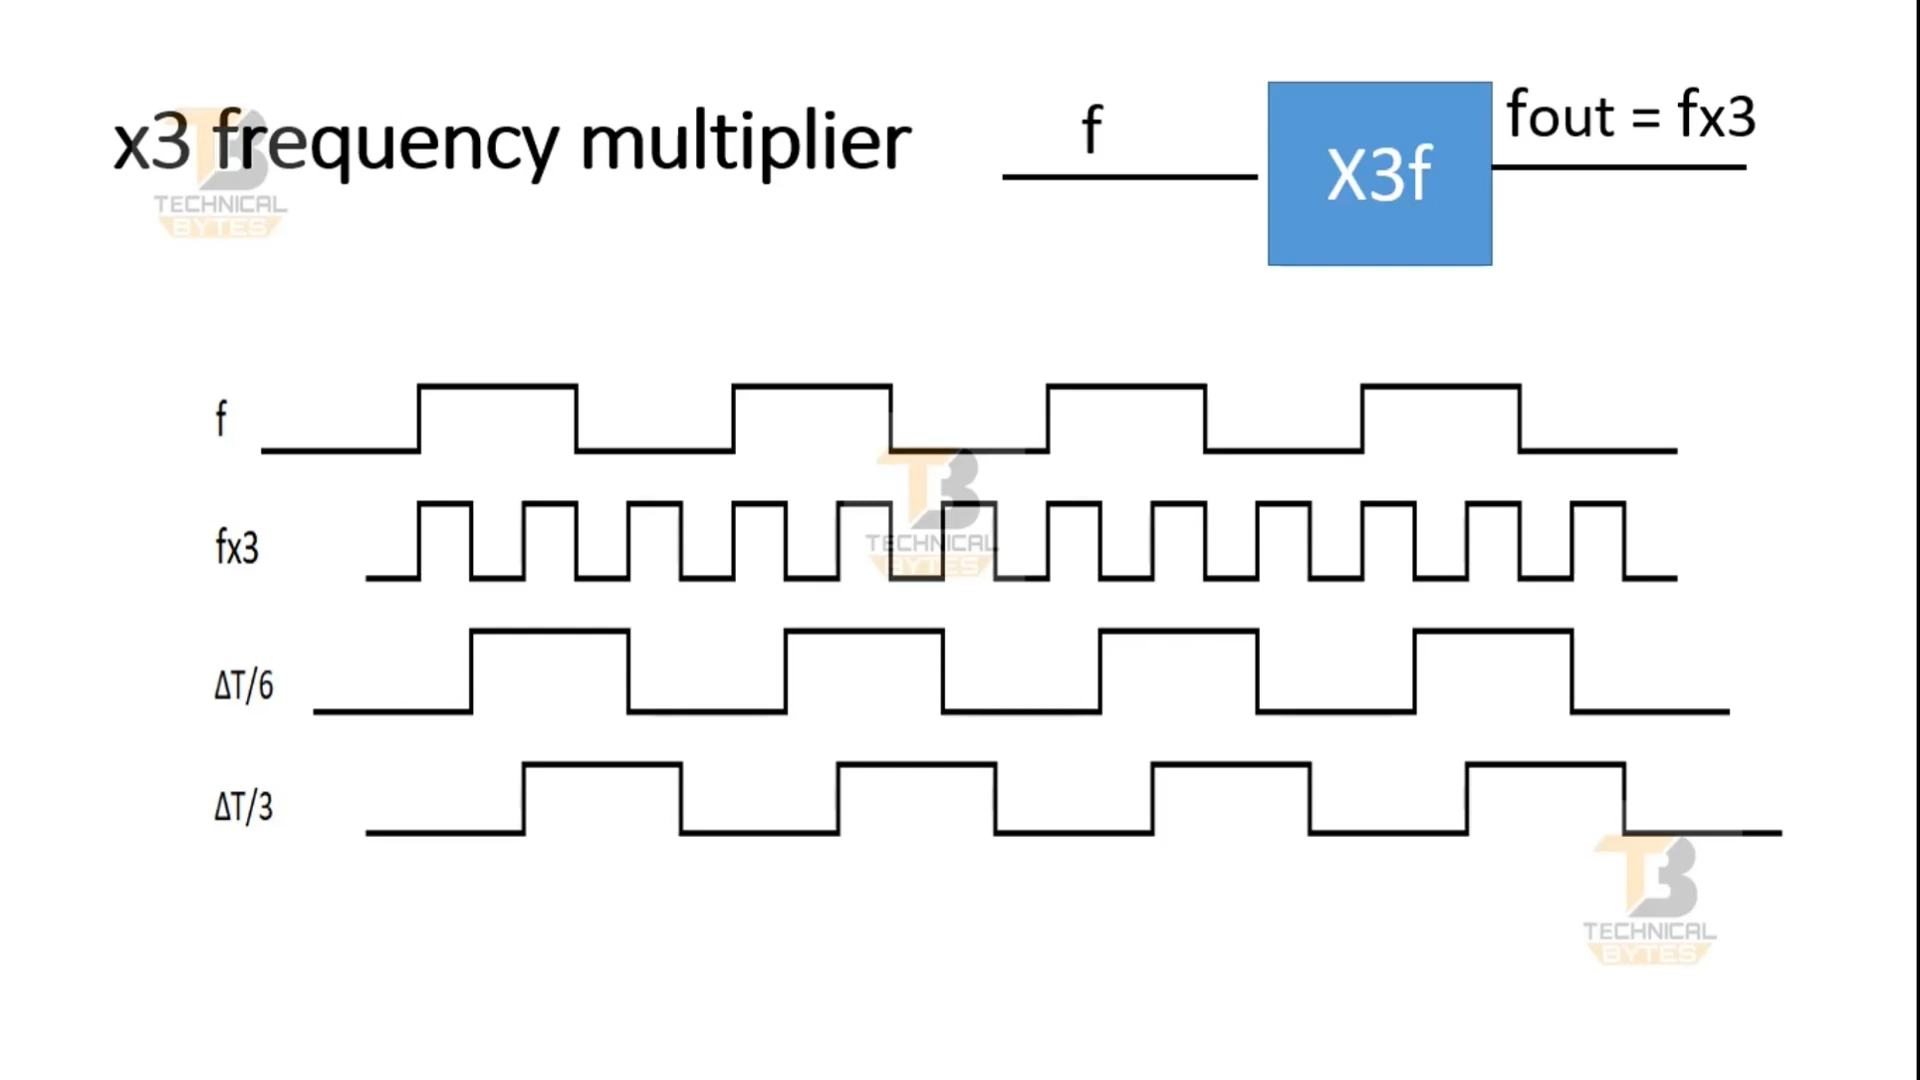 x3 frequency multiplier
f
X3f
fout = fx3
TECHNICAL
BYTES
f
fx3
TECHNICAL
BYTES
ΔT/6
ΔT/3
TECHNICAL
BYTES